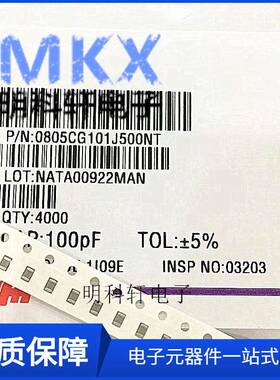 MKX
明科轩电子
P/N:0805CG101J500NT
LOT:NATA00922MAN
QTY:4000
:100pF TOL:±5%
1J09E INSP NO:03203
明科轩电子
质保障
电子元器件一站式